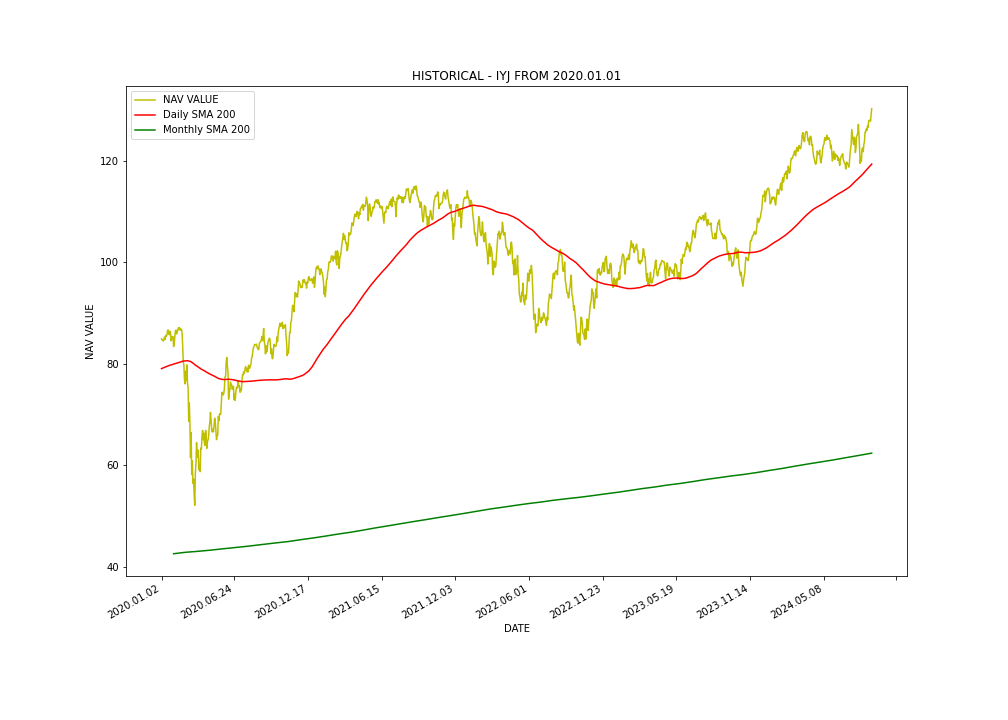 HISTORICAL - IYJ FROM 2020.01.01
NAV VALUE
Daily SMA 200
Monthly SMA 200
120
100
80
60
40
NAV VALUE
2020.01.02
2020.06.24
2020.12.17
2021.06.15
2021.12.03
2022.06.01
2022.11.23
2023.05.19
2023.11.14
2024.05.08
DATE